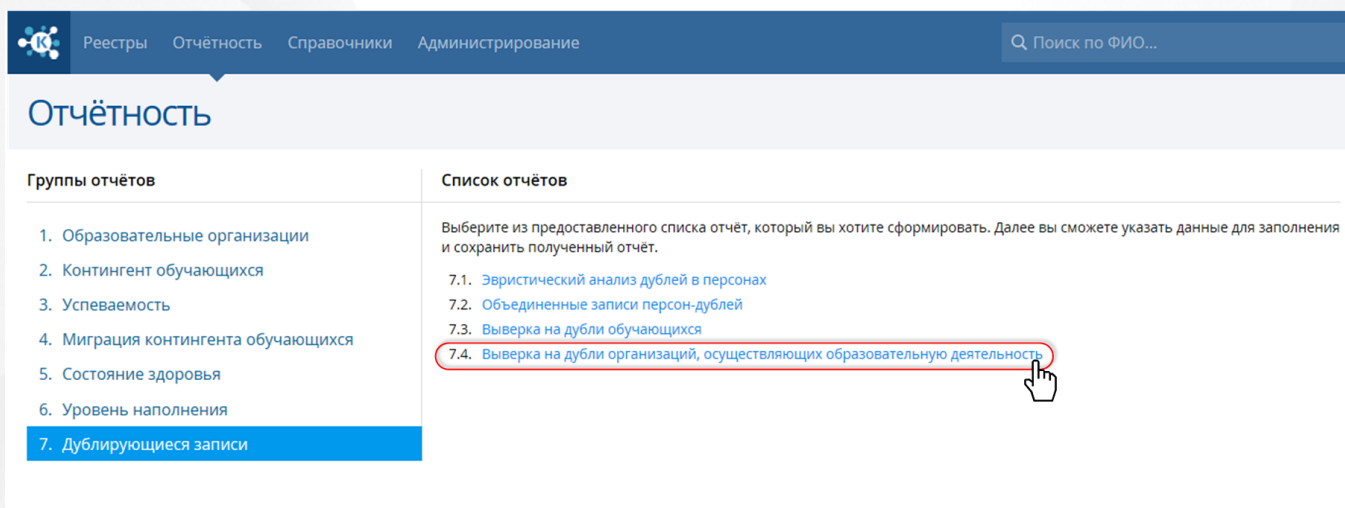 К Реестры Отчётность Справочники Администрирование Поиск по ФИО...
Отчётность
Группы отчётов
1. Образовательные организации
2. Контингент обучающихся
3. Успеваемость
4. Миграция контингента обучающихся
5. Состояние здоровья
6. Уровень наполнения
7. Дублирующиеся записи
Список отчётов
Выберите из предоставленного списка отчёт, который вы хотите сформировать. Далее вы сможете указать данные для заполнения
и сохранить полученный отчёт.
7.1. Эвристический анализ дублей в персонах
7.2. Объединенные записи персон-дублей
7.3. Выверка на дубли обучающихся
7.4. Выверка на дубли организаций, осуществляющих образовательную деятельность